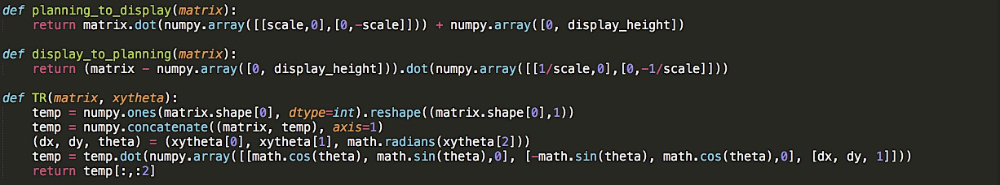 def planning_to_display(matrix):
    return matrix.dot(numpy.array([[scale,0],[0,-scale]])) + numpy.array([0, display_height])

def display_to_planning(matrix):
    return (matrix - numpy.array([0, display_height])).dot(numpy.array([[1/scale,0],[0,-1/scale]]))

def TR(matrix, xytheta):
    temp = numpy.ones(matrix.shape[0], dtype=int).reshape((matrix.shape[0],1))
    temp = numpy.concatenate((matrix, temp), axis=1)
    (dx, dy, theta) = (xytheta[0], xytheta[1], math.radians(xytheta[2]))
    temp = temp.dot(numpy.array([[math.cos(theta), math.sin(theta),0], [-math.sin(theta), math.cos(theta),0], [dx, dy, 1]]))
    return temp[:,:2]